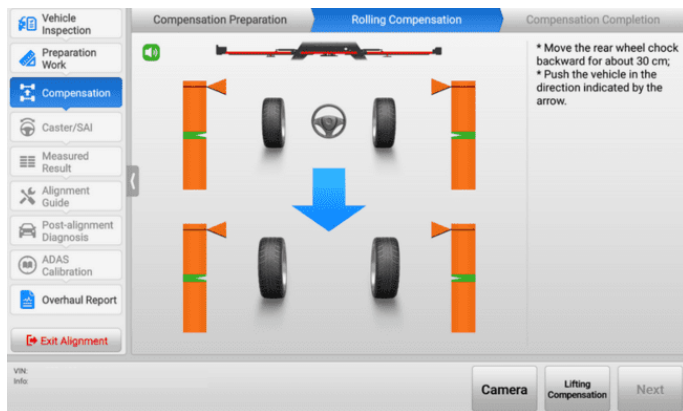 Vehicle
Inspection
Preparation
Work
Compensation
Caster/SAI
Measured
Result
Alignment
Guide
Post-alignment
Diagnosis
ADAS
Calibration
Overhaul Report
Exit Alignment
Compensation Preparation
Rolling Compensation
Compensation Completion
* Move the rear wheel chock
backward for about 30 cm;
* Push the vehicle in the
direction indicated by the
arrow.
VIN:
Info:
Camera
Lifting
Compensation
Next